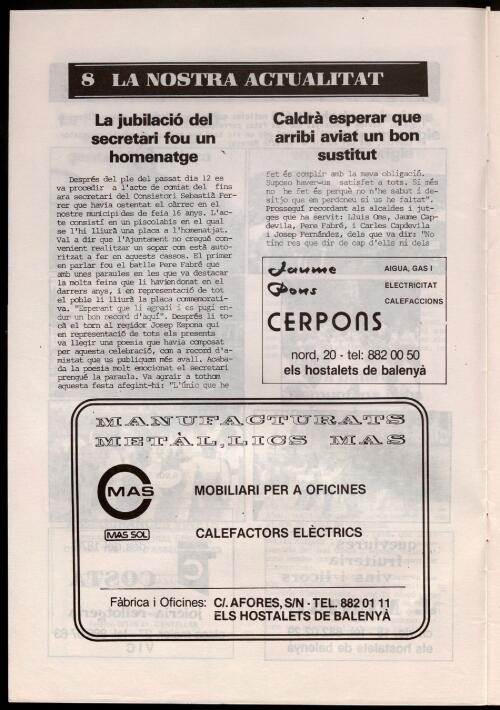 8 LA NOSTRA ACTUALITAT
La jubilació del
secretari fou un
homenatge
Després del ple del passat dia 12 es
va procedir a l'acte de comiat del fins
ara secretari del Consistori Sebastià Fer-
rer que havia ostentat el càrrec en el
nostre municipi des de feia 16 anys. L'ac-
te consistí en un piscolabis en el qual
se l'hi lliurà una placa a l'homenatjat.
Val a dir que l'Ajuntament no cregué con-
venient realitzar un sopar com està auto-
ritzat a fer en aquests casos. El primer
en parlar fou el batlle Pere Fabré que
amb unes paraules en les que va destacar
la molta feina que li havien donat en el
darrers anys, i en representació de tot
el poble li lliurà la placa commemorati-
va. "Esperant que li agradi i es pugi en-
dur un bon record d'aquí". Després li to-
cà el torn al regidor Josep Espona qui
en representació de tots els presents
va llegir una poesia que havia composat
per aquesta celebració, com a record d'a-
mistat que us publiquem més avall. Acaba-
da la poesia molt emocionat el secretari
prengué la paraula. Va agrair a tothom
aquesta festa afegint-hi: "L'únic que he
Caldrà esperar que
arribi aviat un bon
sustitut
fet és complir amb la meva obligació.
Suposo haver-us satisfet a tots. Si més
no he fet és perquè no n'he sabut i de-
sitjo que em perdoneu si us he faltat".
Prosseguí recordant als alcaldes i jut-
ges que ha servit: Lluis Oms, Jaume Cap-
devila, Pere Fabré, i Carles Capdevila
i Josep Fernández, dels que va dir: "No
tinc res que dir de cap d'ells ni dels
Jaume
Pons
AIGUA, GAS I
ELECTRICITAT
CALEFACCIONS
CERPONS
nord, 20 - tel: 882 00 50
els hostalets de balenyà
MANUFACTURATS
METÀL,LICS MAS
MAS
MOBILIARI PER A OFICINES
MAS SOL
CALEFACTORS ELÈCTRICS
Fàbrica i Oficines: C/. AFORES, S/N - TEL. 882 01 11
ELS HOSTALETS DE BALENYÀ